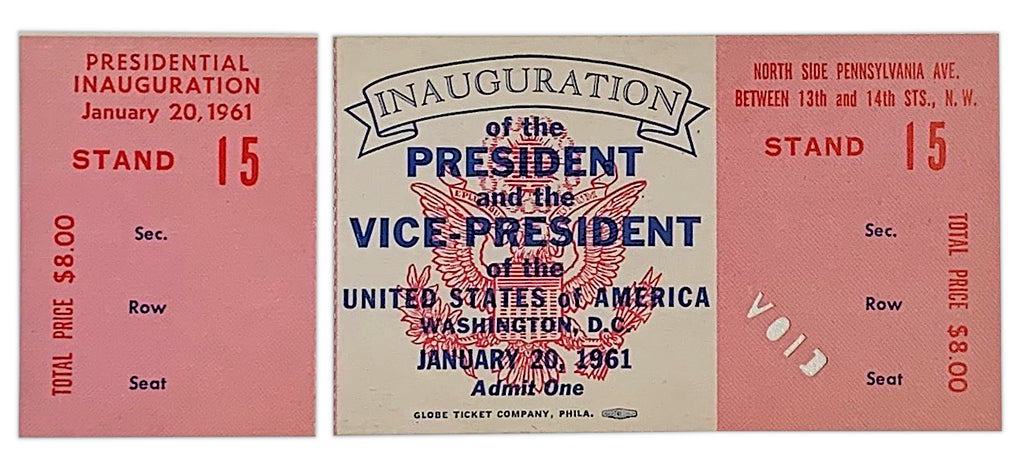 PRESIDENTIAL
INAUGURATION
January 20, 1961
STAND 15
Sec.
Row
Seat
TOTAL PRICE $8.00
INAUGURATION
of the
PRESIDENT
and the
VICE-PRESIDENT
of the
UNITED STATES of AMERICA
WASHINGTON, D.C.
JANUARY 20, 1961
Admit One
GLOBE TICKET COMPANY, PHILA.
NORTH SIDE PENNSYLVANIA AVE.
BETWEEN 13th and 14th STS., N.W.
STAND 15
Sec.
Row
Seat
VOID
TOTAL PRICE $8.00